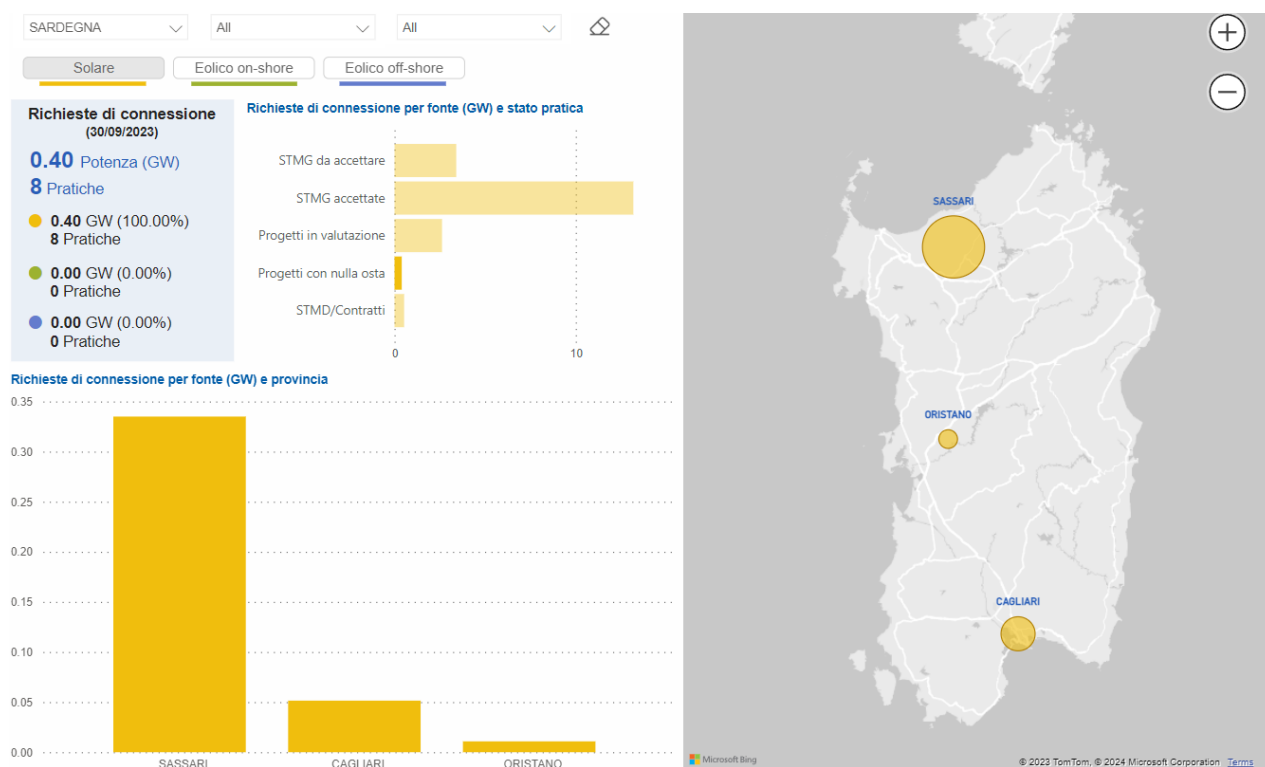 SARDEGNA
All
All
Solare
Eolico on-shore
Eolico off-shore
Richieste di connessione
(30/09/2023)
0.40 Potenza (GW)
8 Pratiche
0.40 GW (100.00%)
8 Pratiche
0.00 GW (0.00%)
0 Pratiche
0.00 GW (0.00%)
0 Pratiche
Richieste di connessione per fonte (GW) e stato pratica
STMG da accettare
STMG accettate
Progetti in valutazione
Progetti con nulla osta
STMD/Contratti
0
10
Richieste di connessione per fonte (GW) e provincia
0.35
0.30
0.25
0.20
0.15
0.10
0.05
0.00
SASSARI
CAGLIARI
ORISTANO
SASSARI
ORISTANO
CAGLIARI
Microsoft Bing
© 2023 TomTom, © 2024 Microsoft Corporation Terms